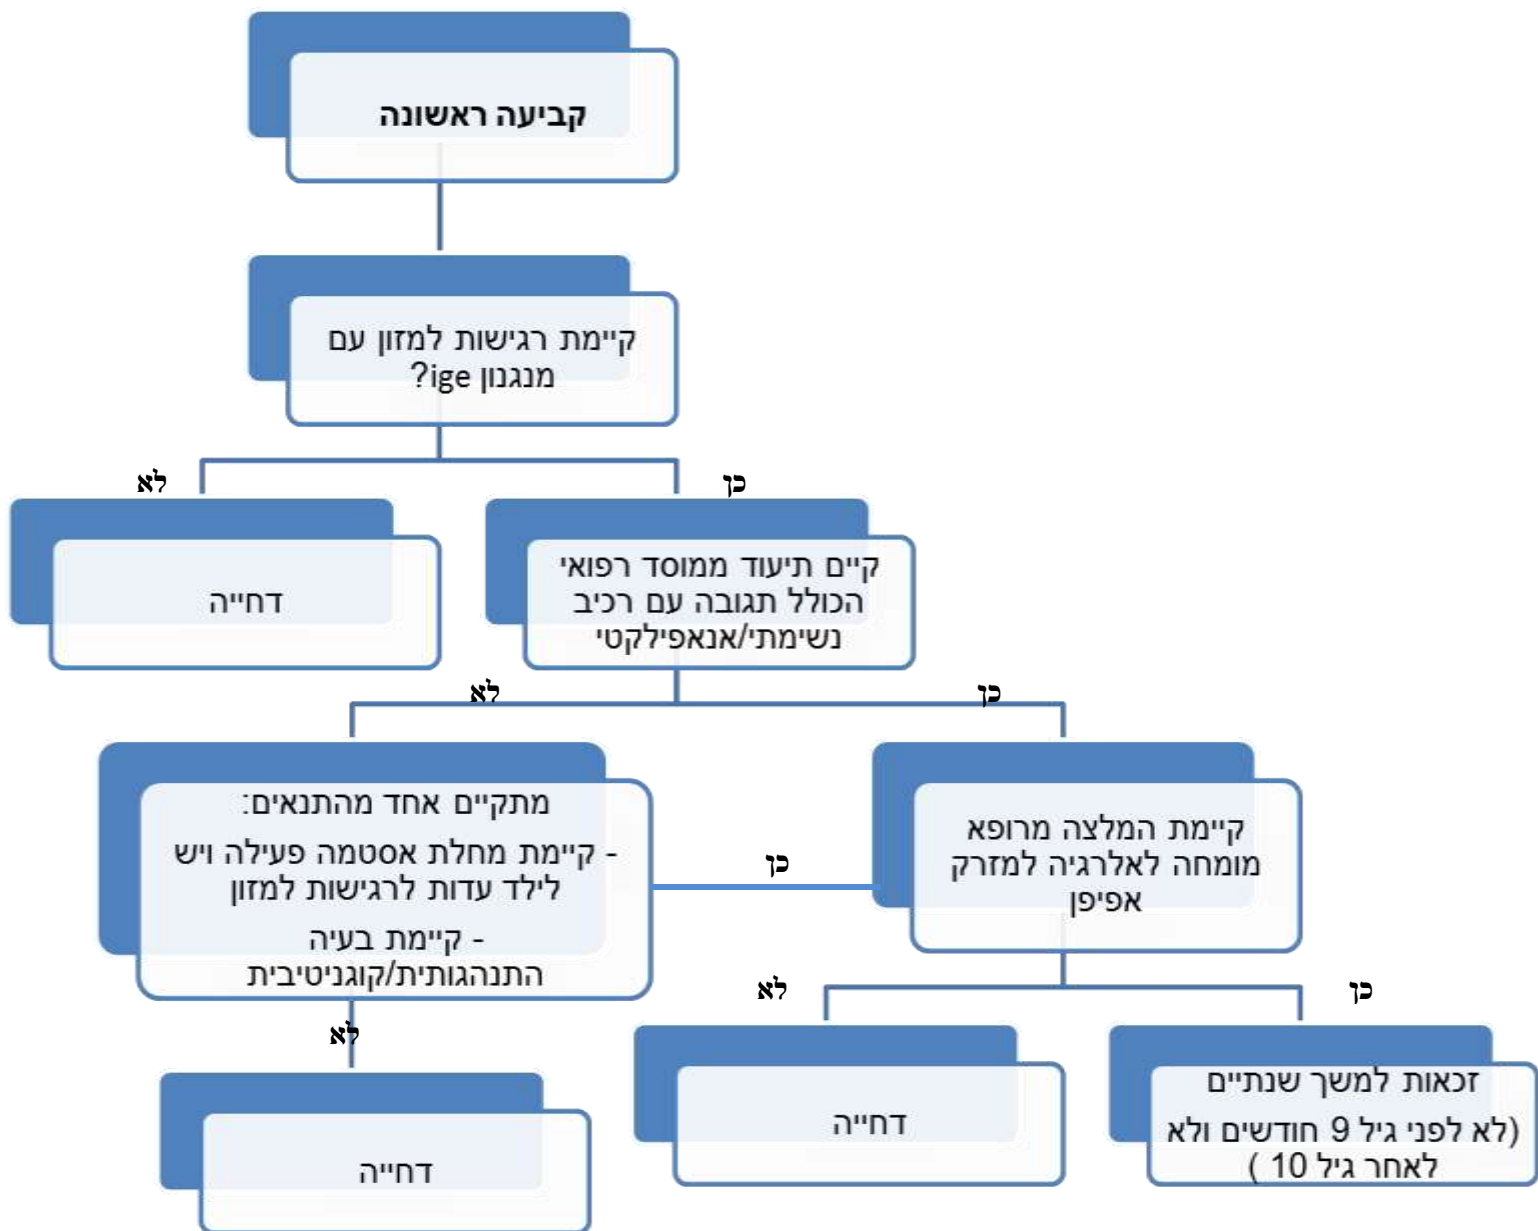 קביעה ראשונה
קיימת רגישות למזון עם
מנגנון ige?
לא
כן
דחייה
קיים תיעוד ממוסד רפואי
הכולל תגובה עם רכיב
נשימתי/אנאפילקטי
לא
כן
מתקיים אחד מהתנאים:
- קיימת מחלת אסטמה פעילה ויש
לילד עדות לרגישות למזון
- קיימת בעיה
התנהגותית/קוגניטיבית
כן
קיימת המלצה מרופא
מומחה לאלרגיה למזרק
אפיפן
לא
כן
לא
דחייה
דחייה
זכאות למשך שנתיים
(לא לפני גיל 9 חודשים ולא
לאחר גיל 10 )